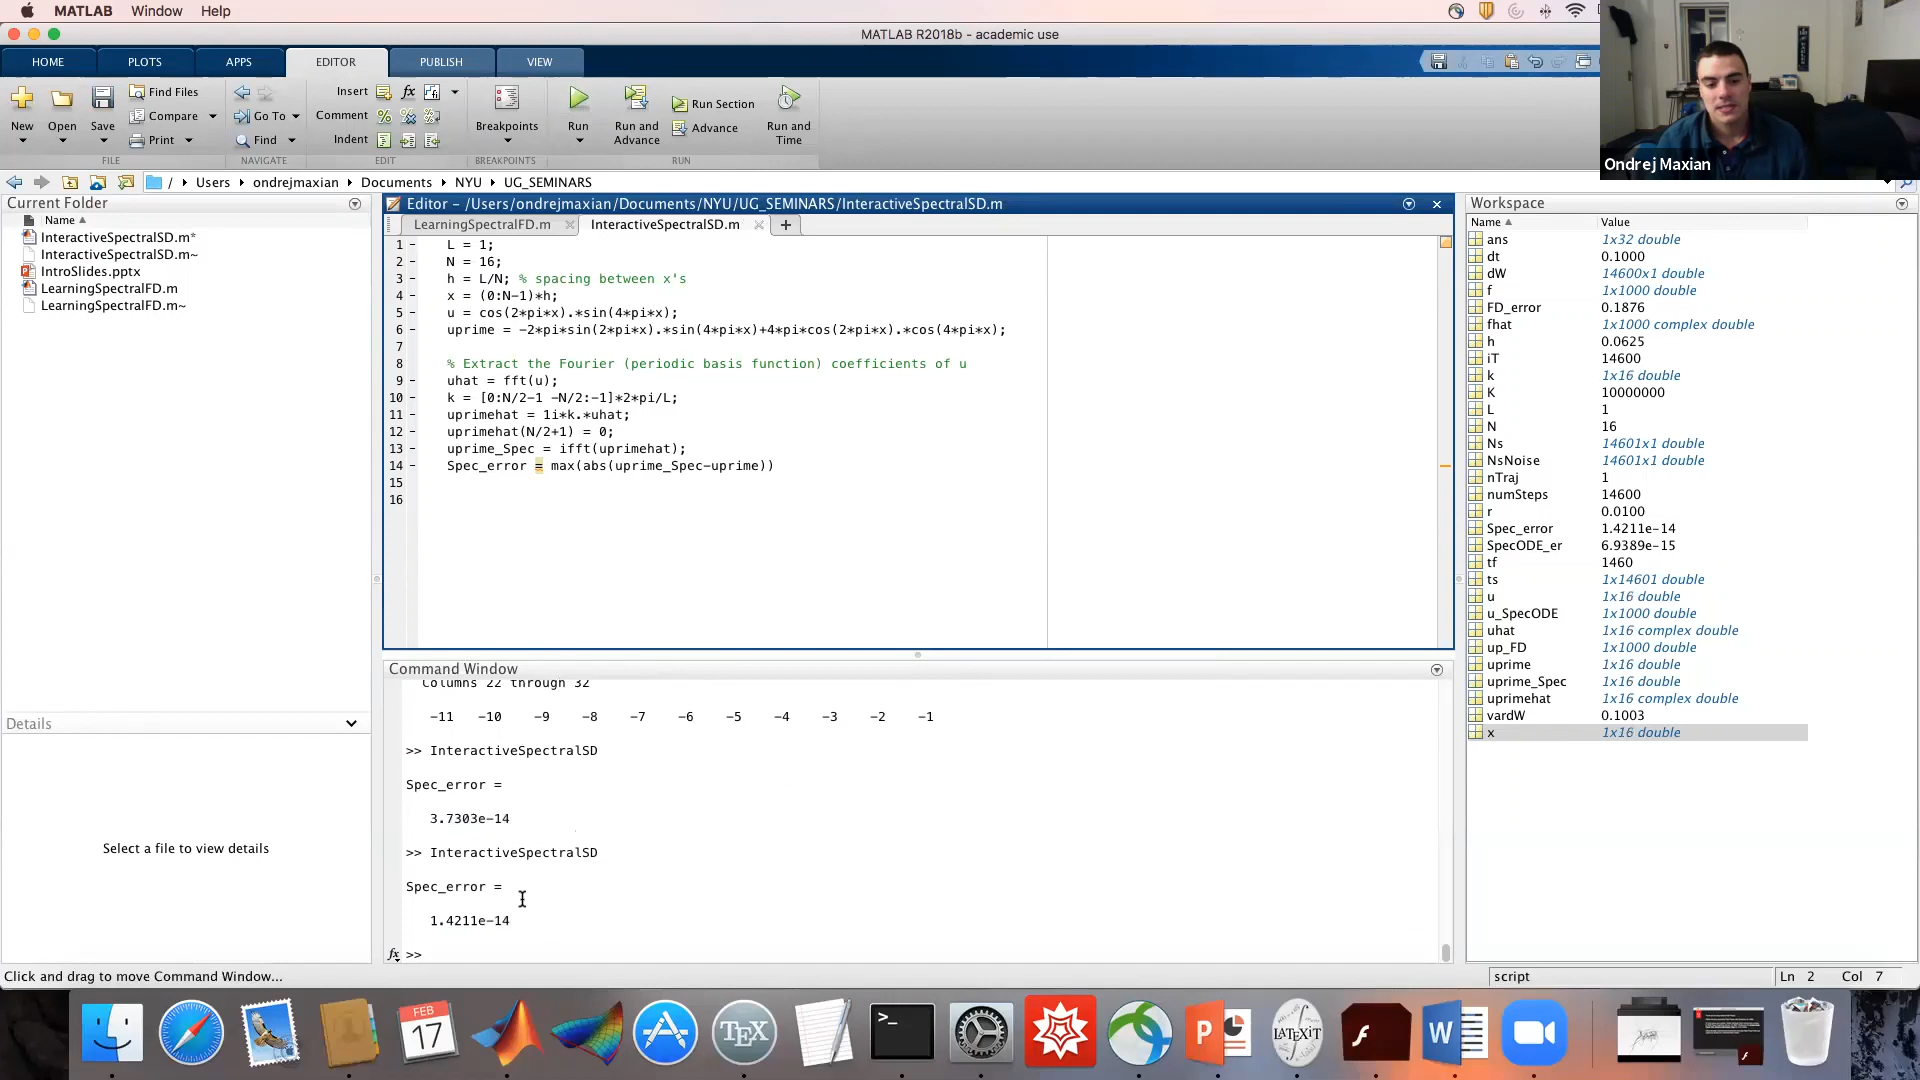 MATLAB Window Help
MATLAB R2018b - academic use
HOME PLOTS APPS EDITOR PUBLISH VIEW
New Open Save Find Files Compare Print
Go To Find
Insert fx
Comment
Indent
Breakpoints
Run
Run and Advance
Run Section
Advance
Run and Time
FILE NAVIGATE EDIT BREAKPOINTS RUN
Ondrej Maxian
/ Users ondrejmaxian Documents NYU UG_SEMINARS
Current Folder
Name
InteractiveSpectralSD.m*
InteractiveSpectralSD.m~
IntroSlides.pptx
LearningSpectralFD.m
LearningSpectralFD.m~
Details
Select a file to view details
Editor - /Users/ondrejmaxian/Documents/NYU/UG_SEMINARS/InteractiveSpectralSD.m
LearningSpectralFD.m InteractiveSpectralSD.m
1 - L = 1;
2 - N = 16;
3 - h = L/N; % spacing between x's
4 - x = (0:N-1)*h;
5 - u = cos(2*pi*x).*sin(4*pi*x);
6 - uprime = -2*pi*sin(2*pi*x).*sin(4*pi*x)+4*pi*cos(2*pi*x).*cos(4*pi*x);
7
8 % Extract the Fourier (periodic basis function) coefficients of u
9 - uhat = fft(u);
10 - k = [0:N/2-1 -N/2:-1]*2*pi/L;
11 - uprimehat = 1i*k.*uhat;
12 - uprimehat(N/2+1) = 0;
13 - uprime_Spec = ifft(uprimehat);
14 - Spec_error = max(abs(uprime_Spec-uprime))
15
16
Command Window
Columns 22 through 32
-11 -10 -9 -8 -7 -6 -5 -4 -3 -2 -1
>> InteractiveSpectralSD
Spec_error =
3.7303e-14
>> InteractiveSpectralSD
Spec_error =
1.4211e-14
fx >>
Workspace
Name Value
ans 1x32 double
dt 0.1000
dW 14600x1 double
f 1x1000 double
FD_error 0.1876
fhat 1x1000 complex double
h 0.0625
iT 14600
k 1x16 double
K 10000000
L 1
N 16
Ns 14601x1 double
NsNoise 14601x1 double
nTraj 1
numSteps 14600
r 0.0100
Spec_error 1.4211e-14
SpecODE_er 6.9389e-15
tf 1460
ts 1x14601 double
u 1x16 double
u_SpecODE 1x1000 double
uhat 1x16 complex double
up_FD 1x1000 double
uprime 1x16 double
uprime_Spec 1x16 double
uprimehat 1x16 complex double
vardW 0.1003
x 1x16 double
Click and drag to move Command Window...
script Ln 2 Col 7
FEB
17
TEX
>_
P
LATEXiT
W